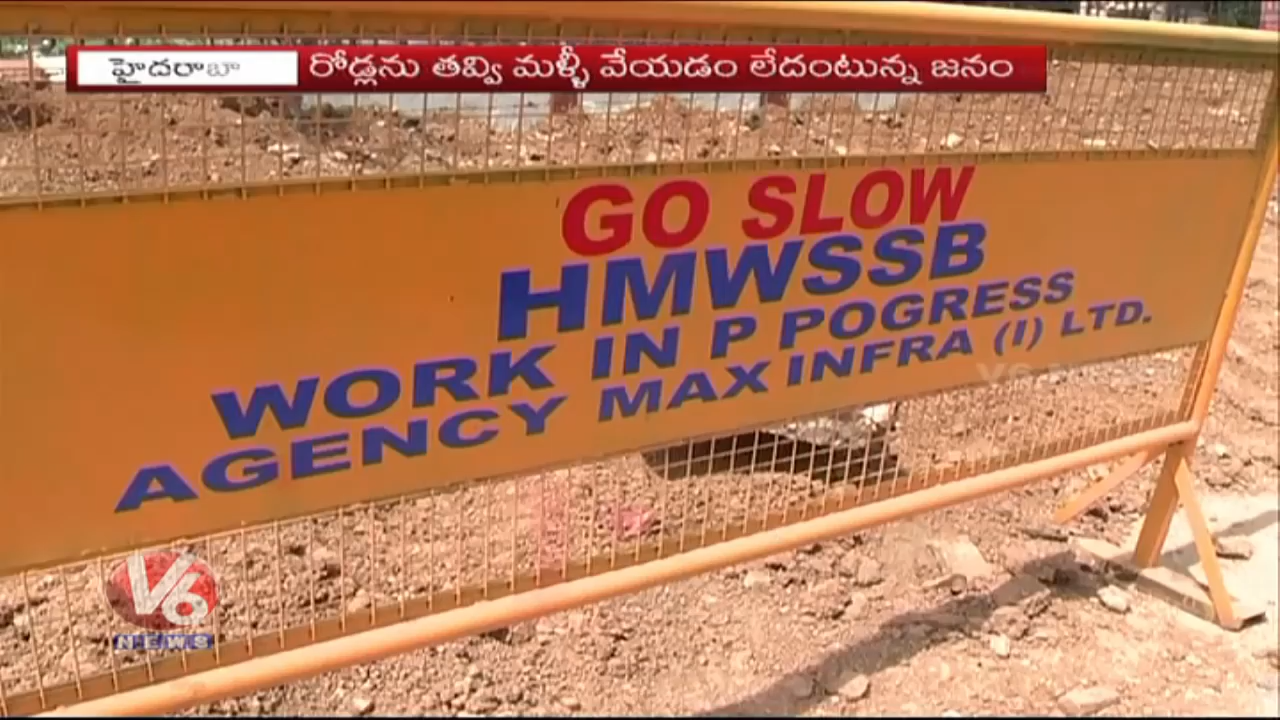 హైదరాబా
రోడ్లను తవ్వి మళ్ళీ వేయడం లేదంటున్న జనం
GO SLOW
HMWSSB
WORK IN P POGRESS
AGENCY MAX INFRA (I) LTD.
V6
NEWS